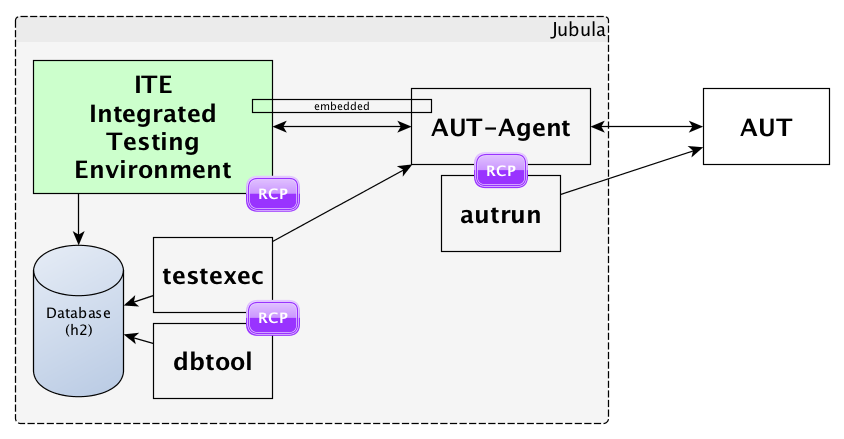 Jubula
ITE
Integrated
Testing
Environment
RCP
embedded
AUT-Agent
RCP
autrun
AUT
testexec
RCP
dbtool
Database
(h2)